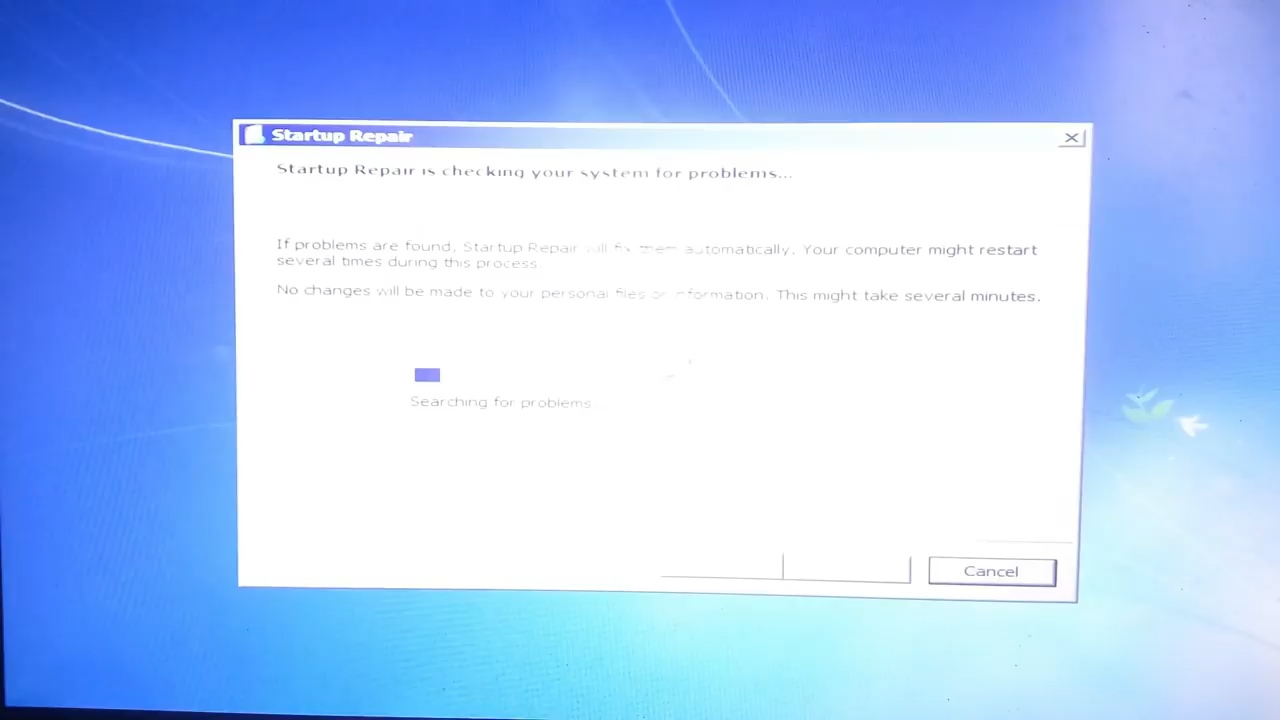 Startup Repair
Startup Repair is checking your system for problems...
If problems are found, Startup Repair will fix them automatically. Your computer might restart
several times during this process.
No changes will be made to your personal files or information. This might take several minutes.
Searching for problems...
Cancel